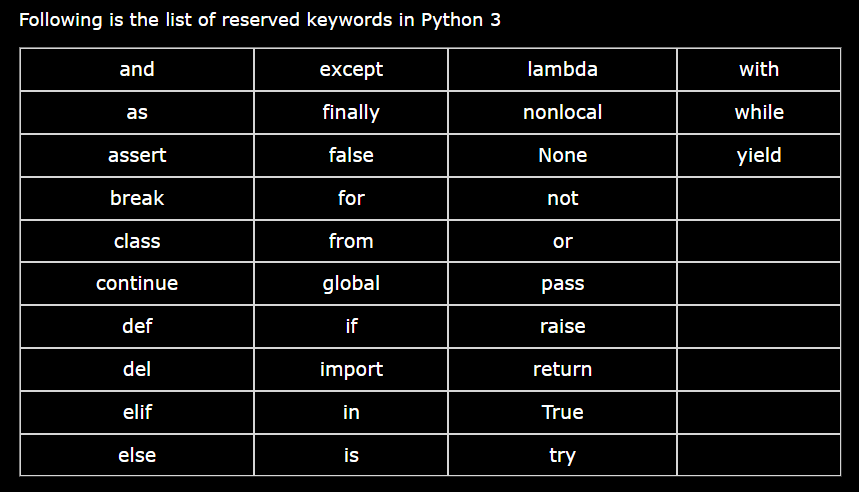 Following is the list of reserved keywords in Python 3
and except lambda with
as finally nonlocal while
assert false None yield
break for not
class from or
continue global pass
def if raise
del import return
elif in True
else is try